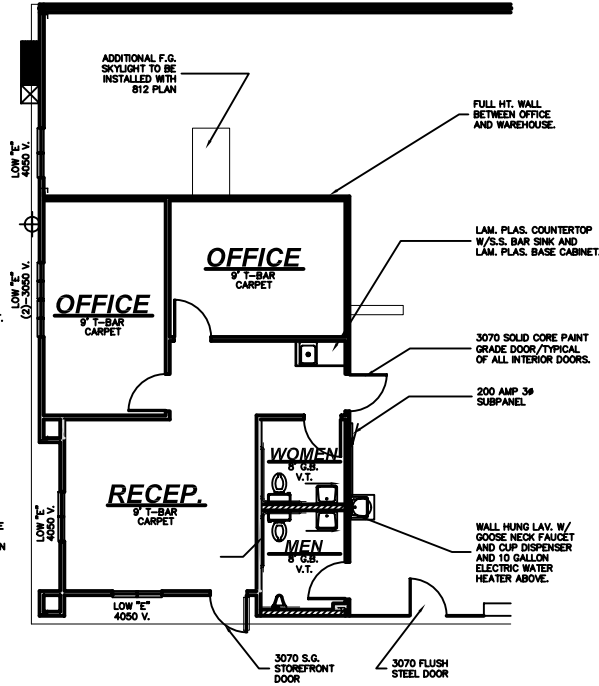 ADDITIONAL F.G.
SKYLIGHT TO BE
INSTALLED WITH
812 PLAN
FULL HT. WALL
BETWEEN OFFICE
AND WAREHOUSE.
LOW "E"
4050 V.
LAM. PLAS. COUNTERTOP
W/S.S. BAR SINK AND
LAM. PLAS. BASE CABINET.
OFFICE
9' T-BAR
CARPET
LOW "E"
(2)-3050 V.
OFFICE
9' T-BAR
CARPET
3070 SOLID CORE PAINT
GRADE DOOR/TYPICAL
OF ALL INTERIOR DOORS.
200 AMP 3Ø
SUBPANEL
WOMEN
8' G.B.
V.T.
RECEP.
9' T-BAR
CARPET
LOW "E"
4050 V.
E
N
MEN
8' G.B.
V.T.
WALL HUNG LAV. W/
GOOSE NECK FAUCET
AND CUP DISPENSER
AND 10 GALLON
ELECTRIC WATER
HEATER ABOVE.
LOW "E"
4050 V.
3070 S.G.
STOREFRONT
DOOR
3070 FLUSH
STEEL DOOR